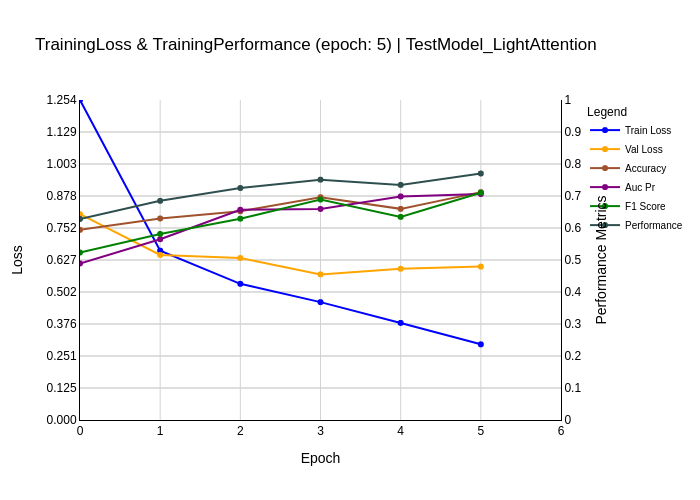 TrainingLoss & TrainingPerformance (epoch: 5) | TestModel_LightAttention
Loss
1.254
1.129
1.003
0.878
0.752
0.627
0.502
0.376
0.251
0.125
0.000
0 1 2 3 4 5 6
Epoch
1
0.9
0.8
0.7
0.6
0.5
0.4
0.3
0.2
0.1
0
Performance Metrics
Legend
Train Loss
Val Loss
Accuracy
Auc Pr
F1 Score
Performance